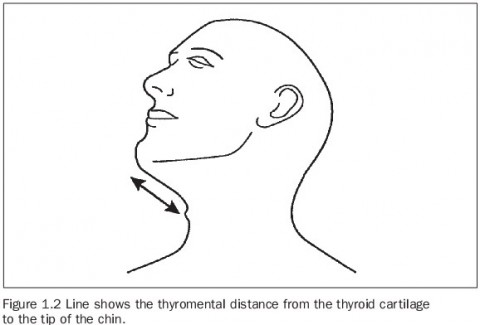 Figure 1.2 Line shows the thyromental distance from the thyroid cartilage
to the tip of the chin.